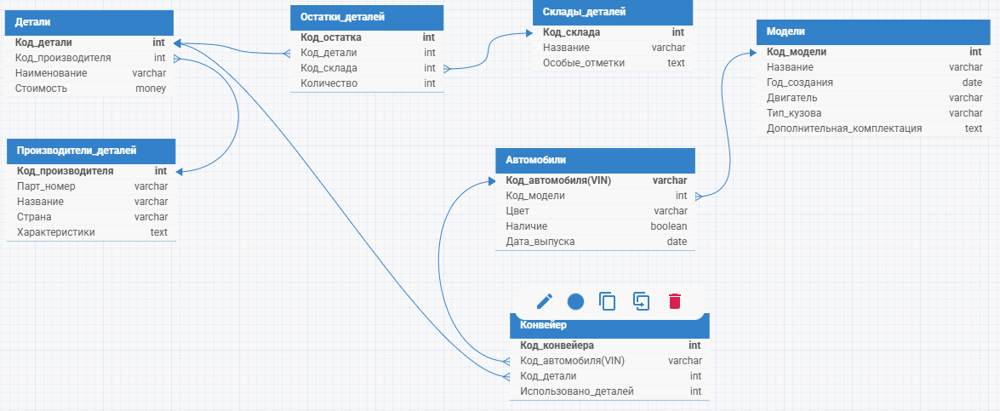 Детали
Код_детали int
Код_производителя int
Наименование varchar
Стоимость money
Остатки_деталей
Код_остатка int
Код_детали int
Код_склада int
Количество int
Склады_деталей
Код_склада int
Название varchar
Особые_отметки text
Модели
Код_модели int
Название varchar
Год_создания date
Двигатель varchar
Тип_кузова varchar
Дополнительная_комплектация text
Производители_деталей
Код_производителя int
Парт_номер varchar
Название varchar
Страна varchar
Характеристики text
Автомобили
Код_автомобиля(VIN) varchar
Код_модели int
Цвет varchar
Наличие boolean
Дата_выпуска date
Конвейер
Код_конвейера int
Код_автомобиля(VIN) varchar
Код_детали int
Использовано_деталей int